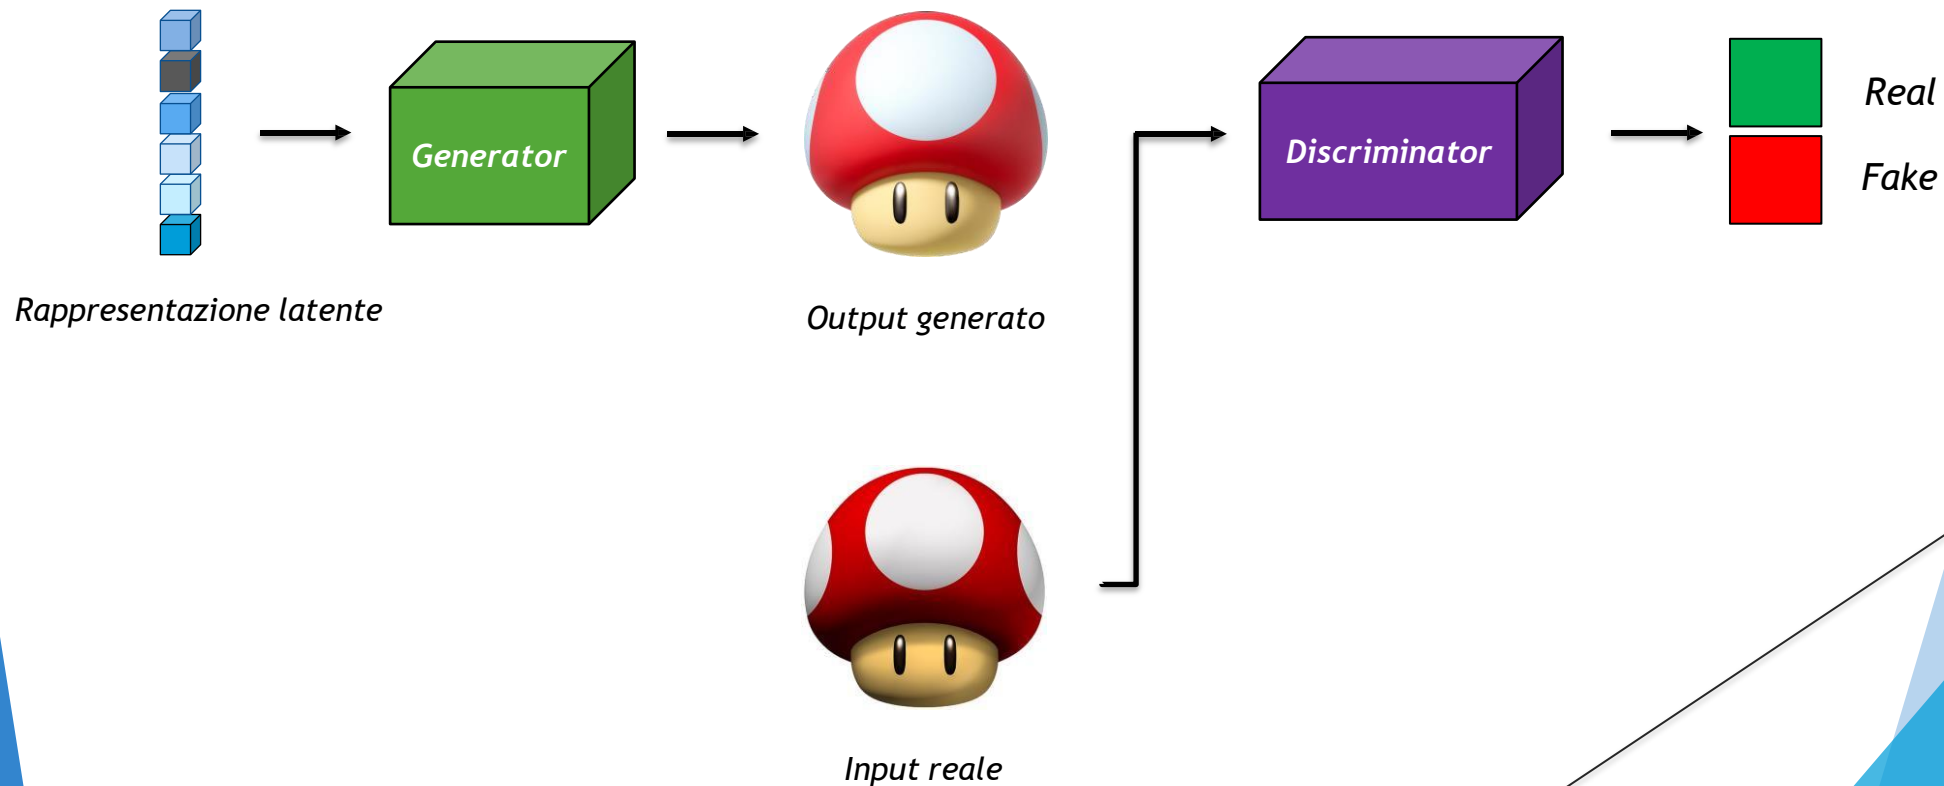 Generator
Discriminator
Real
Fake
Rappresentazione latente
Output generato
Input reale